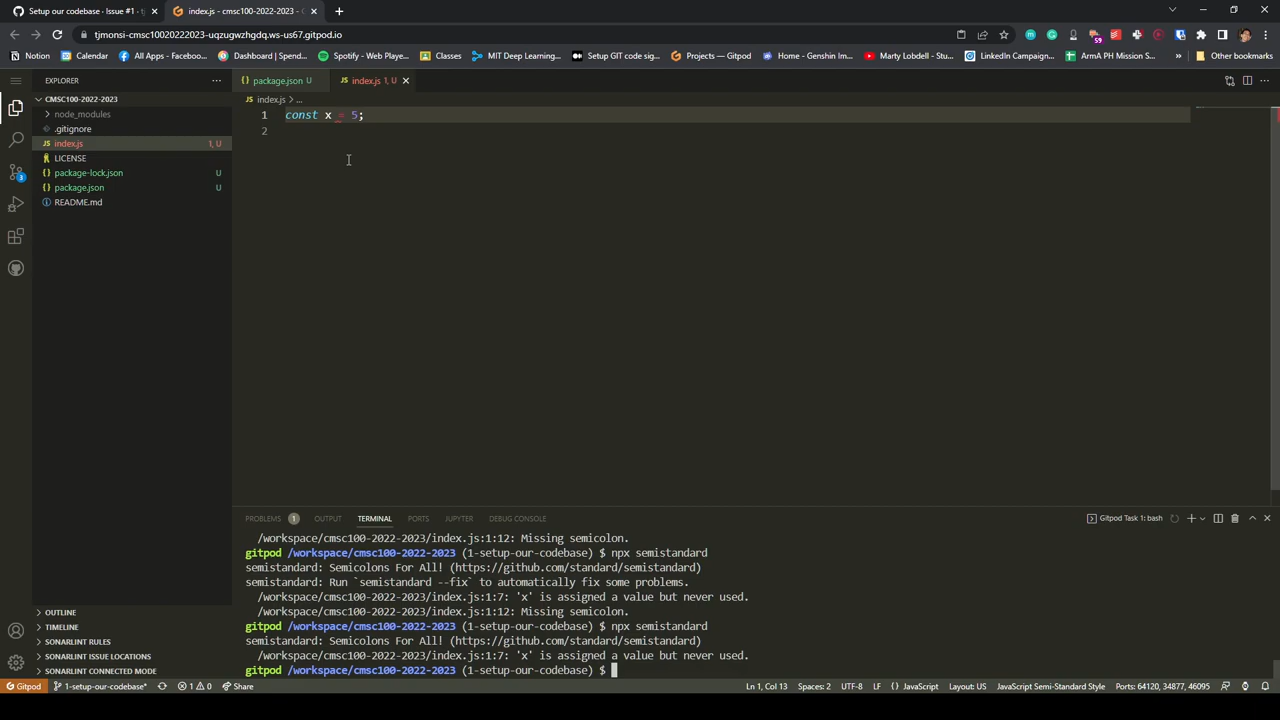 Setup our codebase - Issue #1 - tj
index.js - cmsc100-2022-2023 - G
tjmonsi-cmsc10020222023-uqzugwzhgdq.ws-us67.gitpod.io
59
Notion
Calendar
All Apps – Faceboo...
Dashboard | Spend...
Spotify - Web Playe...
Classes
MIT Deep Learning...
Setup GIT code sig...
Projects — Gitpod
Home - Genshin Im...
Marty Lobdell - Stu...
LinkedIn Campaign...
ArmA PH Mission S...
»
Other bookmarks
EXPLORER
package.json U
index.js 1, U
CMSC100-2022-2023
index.js > ...
node_modules
.gitignore
index.js 1, U
LICENSE
package-lock.json U
package.json U
README.md
1 const x = 5;
2
3
PROBLEMS 1 OUTPUT TERMINAL PORTS JUPYTER DEBUG CONSOLE
Gitpod Task 1: bash
/workspace/cmsc100-2022-2023/index.js:1:12: Missing semicolon.
gitpod /workspace/cmsc100-2022-2023 (1-setup-our-codebase) $ npx semistandard
semistandard: Semicolons For All! (https://github.com/standard/semistandard)
semistandard: Run `semistandard --fix` to automatically fix some problems.
/workspace/cmsc100-2022-2023/index.js:1:7: 'x' is assigned a value but never used.
/workspace/cmsc100-2022-2023/index.js:1:12: Missing semicolon.
gitpod /workspace/cmsc100-2022-2023 (1-setup-our-codebase) $ npx semistandard
semistandard: Semicolons For All! (https://github.com/standard/semistandard)
/workspace/cmsc100-2022-2023/index.js:1:7: 'x' is assigned a value but never used.
gitpod /workspace/cmsc100-2022-2023 (1-setup-our-codebase) $
OUTLINE
TIMELINE
SONARLINT RULES
SONARLINT ISSUE LOCATIONS
SONARLINT CONNECTED MODE
Gitpod
1-setup-our-codebase*
1 0
Share
Ln 1, Col 13
Spaces: 2
UTF-8
LF
{ } JavaScript
Layout: US
JavaScript Semi-Standard Style
Ports: 64120, 34877, 46095